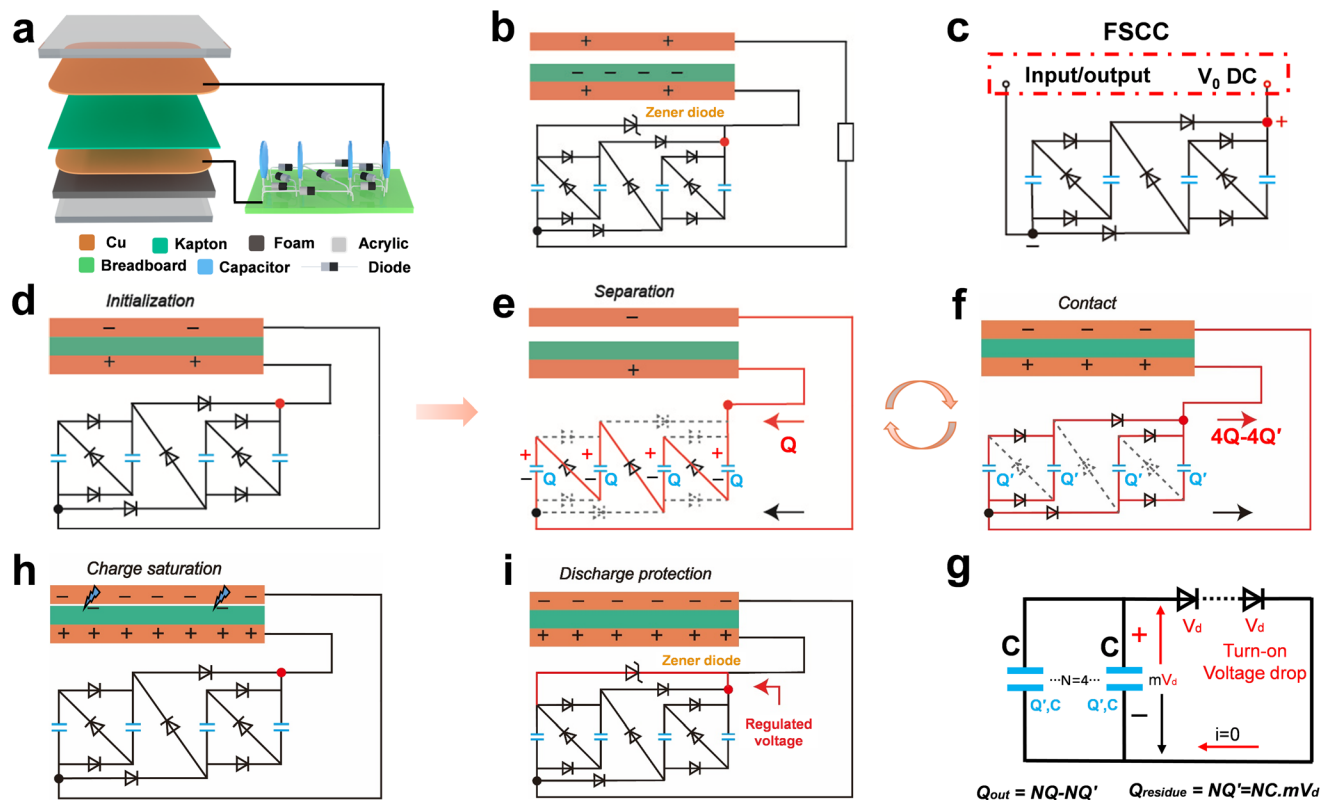 a
Cu
Kapton
Foam
Acrylic
Breadboard
Capacitor
Diode
b
+ +
− − − −
+ +
Zener diode
c
FSCC
Input/output
V0 DC
+
−
d
Initialization
− −
+ +
e
Separation
−
+
Q
+ + + +
− − − −
Q Q Q Q
f
Contact
− − −
+ + +
4Q-4Q′
Q′ Q′ Q′ Q′
h
Charge saturation
− − − − − −
− −
+ + + + + + +
i
Discharge protection
− − − − − −
+ + + + + +
Zener diode
Regulated
voltage
g
C C
···N=4···
Q′,C Q′,C
+
mVd
−
Vd Vd
Turn-on
Voltage drop
i=0
Qout = NQ-NQ′
Qresidue = NQ′=NC.mVd